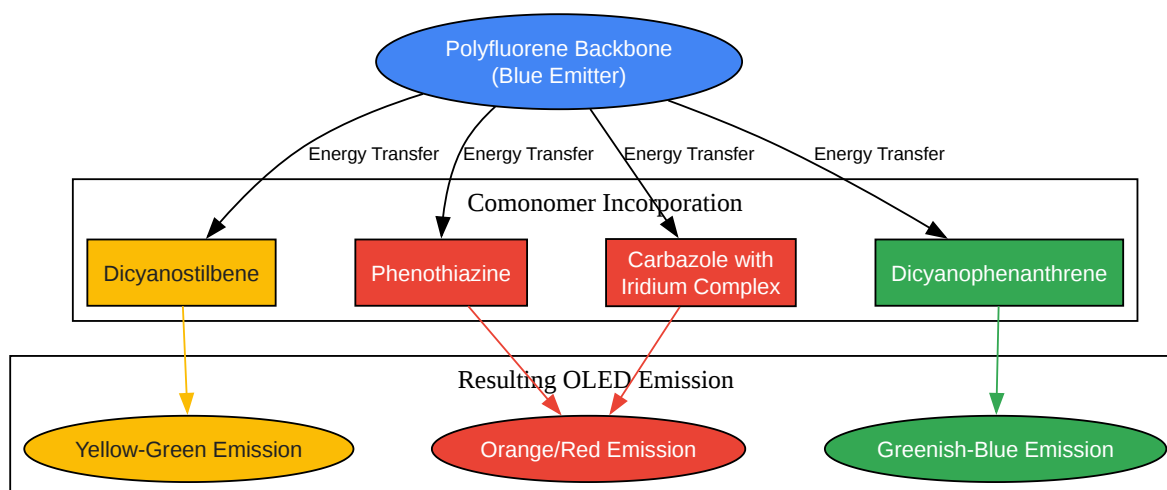 Polyfluorene Backbone
(Blue Emitter)
Energy Transfer
Energy Transfer
Energy Transfer
Energy Transfer
Comonomer Incorporation
Dicyanostilbene
Phenothiazine
Carbazole with
Iridium Complex
Dicyanophenanthrene
Resulting OLED Emission
Yellow-Green Emission
Orange/Red Emission
Greenish-Blue Emission